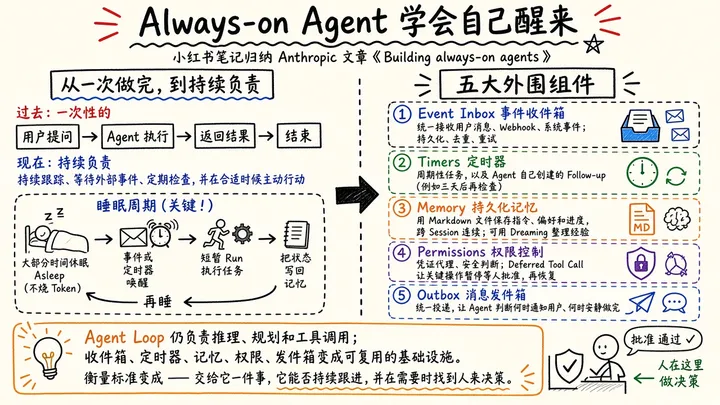 Always-on Agent 学会自己醒来
小红书笔记归纳 Anthropic 文章《Building always-on agents》
从一次做完,到持续负责
过去:一次性的
用户提问
Agent 执行
返回结果
结束
现在:持续负责
持续跟踪、等待外部事件、定期检查,并在合适时候主动行动
睡眠周期(关键!)
z z z
大部分时间休眠
Asleep
(不烧 Token)
事件或
定时器
唤醒
短暂 Run
执行任务
把状态
写回
记忆
再睡
五大外围组件
① Event Inbox 事件收件箱
统一接收用户消息、Webhook、系统事件;
持久化、去重、重试
② Timers 定时器
周期性任务,以及 Agent 自己创建的 Follow-up
(例如三天后再检查)
③ Memory 持久化记忆
用 Markdown 文件保存指令、偏好和进度,
跨 Session 连续;可用 Dreaming 整理经验
MD
④ Permissions 权限控制
凭证代理、安全判断;Deferred Tool Call
让关键操作暂停等人批准,再恢复
⑤ Outbox 消息发件箱
统一投递,让 Agent 判断何时通知用户、何时安静做完
Agent Loop 仍负责推理、规划和工具调用;
收件箱、定时器、记忆、权限、发件箱变成可复用的基础设施。
衡量标准变成 —— 交给它一件事,它能否持续跟进,并在需要时找到人来决策。
批准 通过 ✓
人在这里
做决策